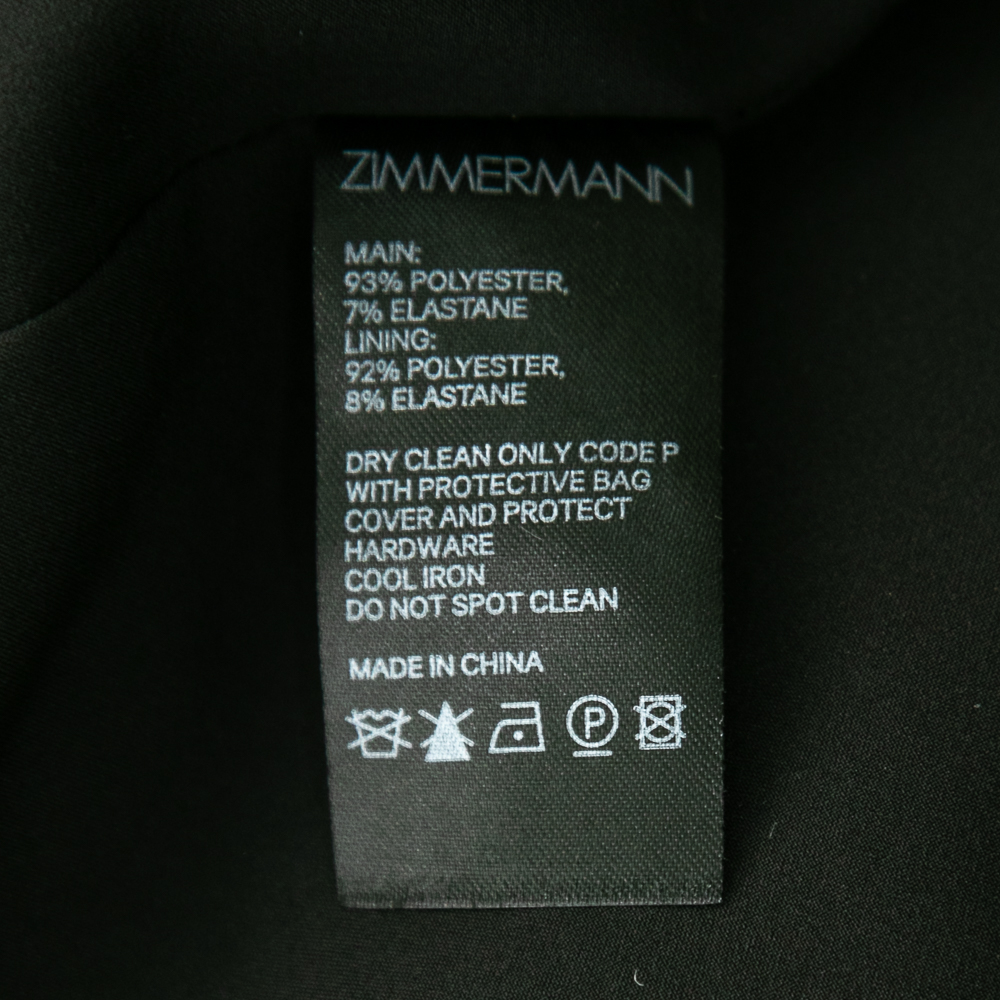 ZIMMERMANN
MAIN:
93% POLYESTER,
7% ELASTANE
LINING:
92% POLYESTER,
8% ELASTANE
DRY CLEAN ONLY CODE P
WITH PROTECTIVE BAG
COVER AND PROTECT
HARDWARE
COOL IRON
DO NOT SPOT CLEAN
MADE IN CHINA
P